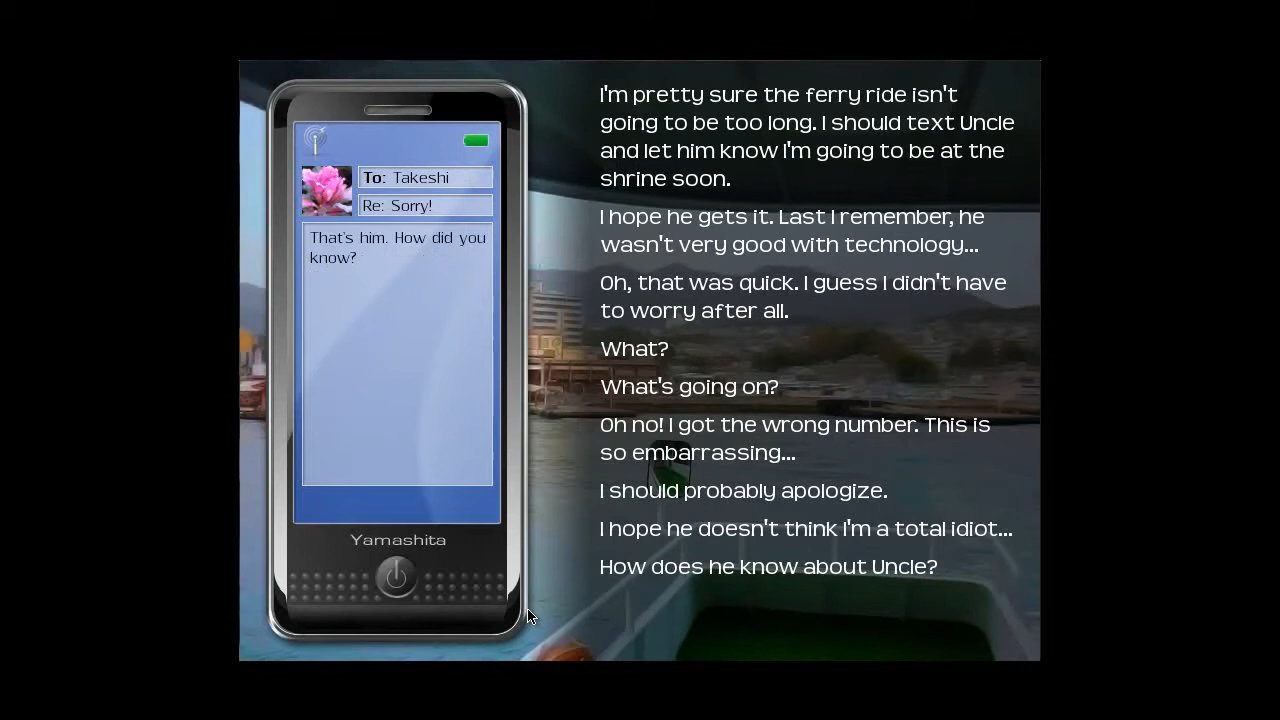 To: Takeshi
Re: Sorry!
That's him. How did you
know?
Yamashita
I'm pretty sure the ferry ride isn't
going to be too long. I should text Uncle
and let him know I'm going to be at the
shrine soon.
I hope he gets it. Last I remember, he
wasn't very good with technology...
Oh, that was quick. I guess I didn't have
to worry after all.
What?
What's going on?
Oh no! I got the wrong number. This is
so embarrassing...
I should probably apologize.
I hope he doesn't think I'm a total idiot...
How does he know about Uncle?